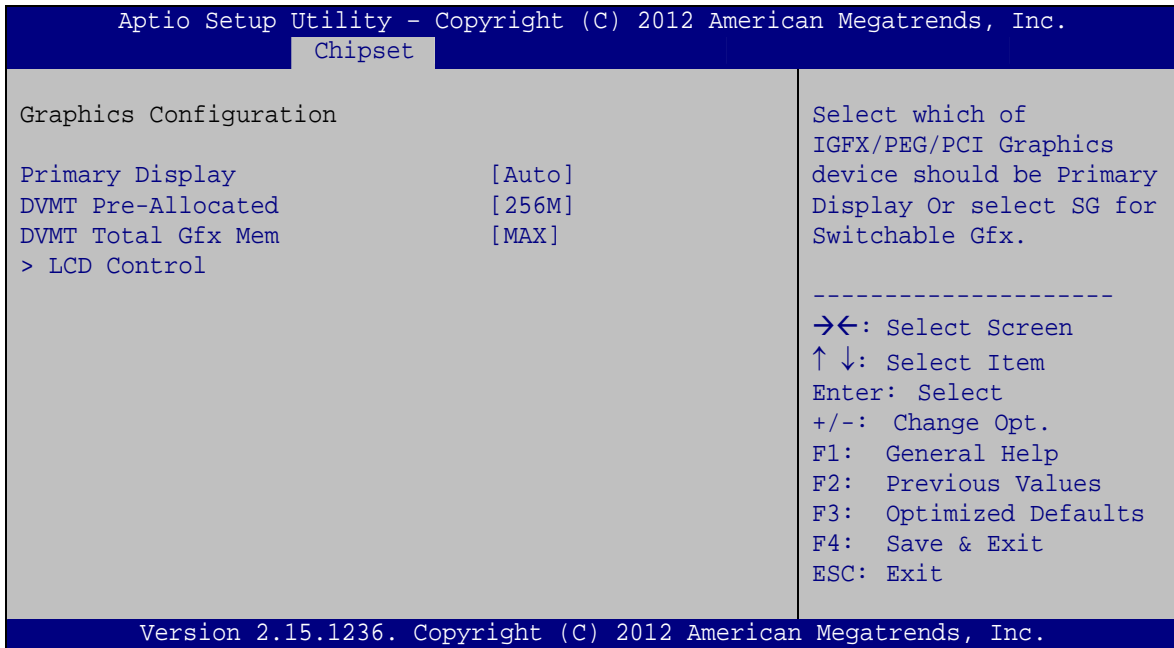 Aptio Setup Utility – Copyright (C) 2012 American Megatrends, Inc.
Chipset
Graphics Configuration
Primary Display [Auto]
DVMT Pre-Allocated [256M]
DVMT Total Gfx Mem [MAX]
> LCD Control
Select which of
IGFX/PEG/PCI Graphics
device should be Primary
Display Or select SG for
Switchable Gfx.
---------------------
→←: Select Screen
↑ ↓: Select Item
Enter: Select
+/-: Change Opt.
F1: General Help
F2: Previous Values
F3: Optimized Defaults
F4: Save & Exit
ESC: Exit
Version 2.15.1236. Copyright (C) 2012 American Megatrends, Inc.